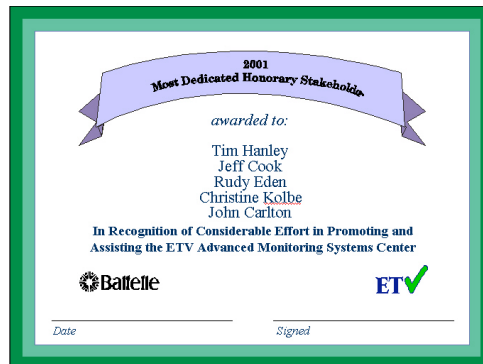 2001
Most Dedicated Honorary Stakeholde
awarded to:
Tim Hanley
Jeff Cook
Rudy Eden
Christine Kolbe
John Carlton
In Recognition of Considerable Effort in Promoting and
Assisting the ETV Advanced Monitoring Systems Center
Battelle
ETV
Date
Signed